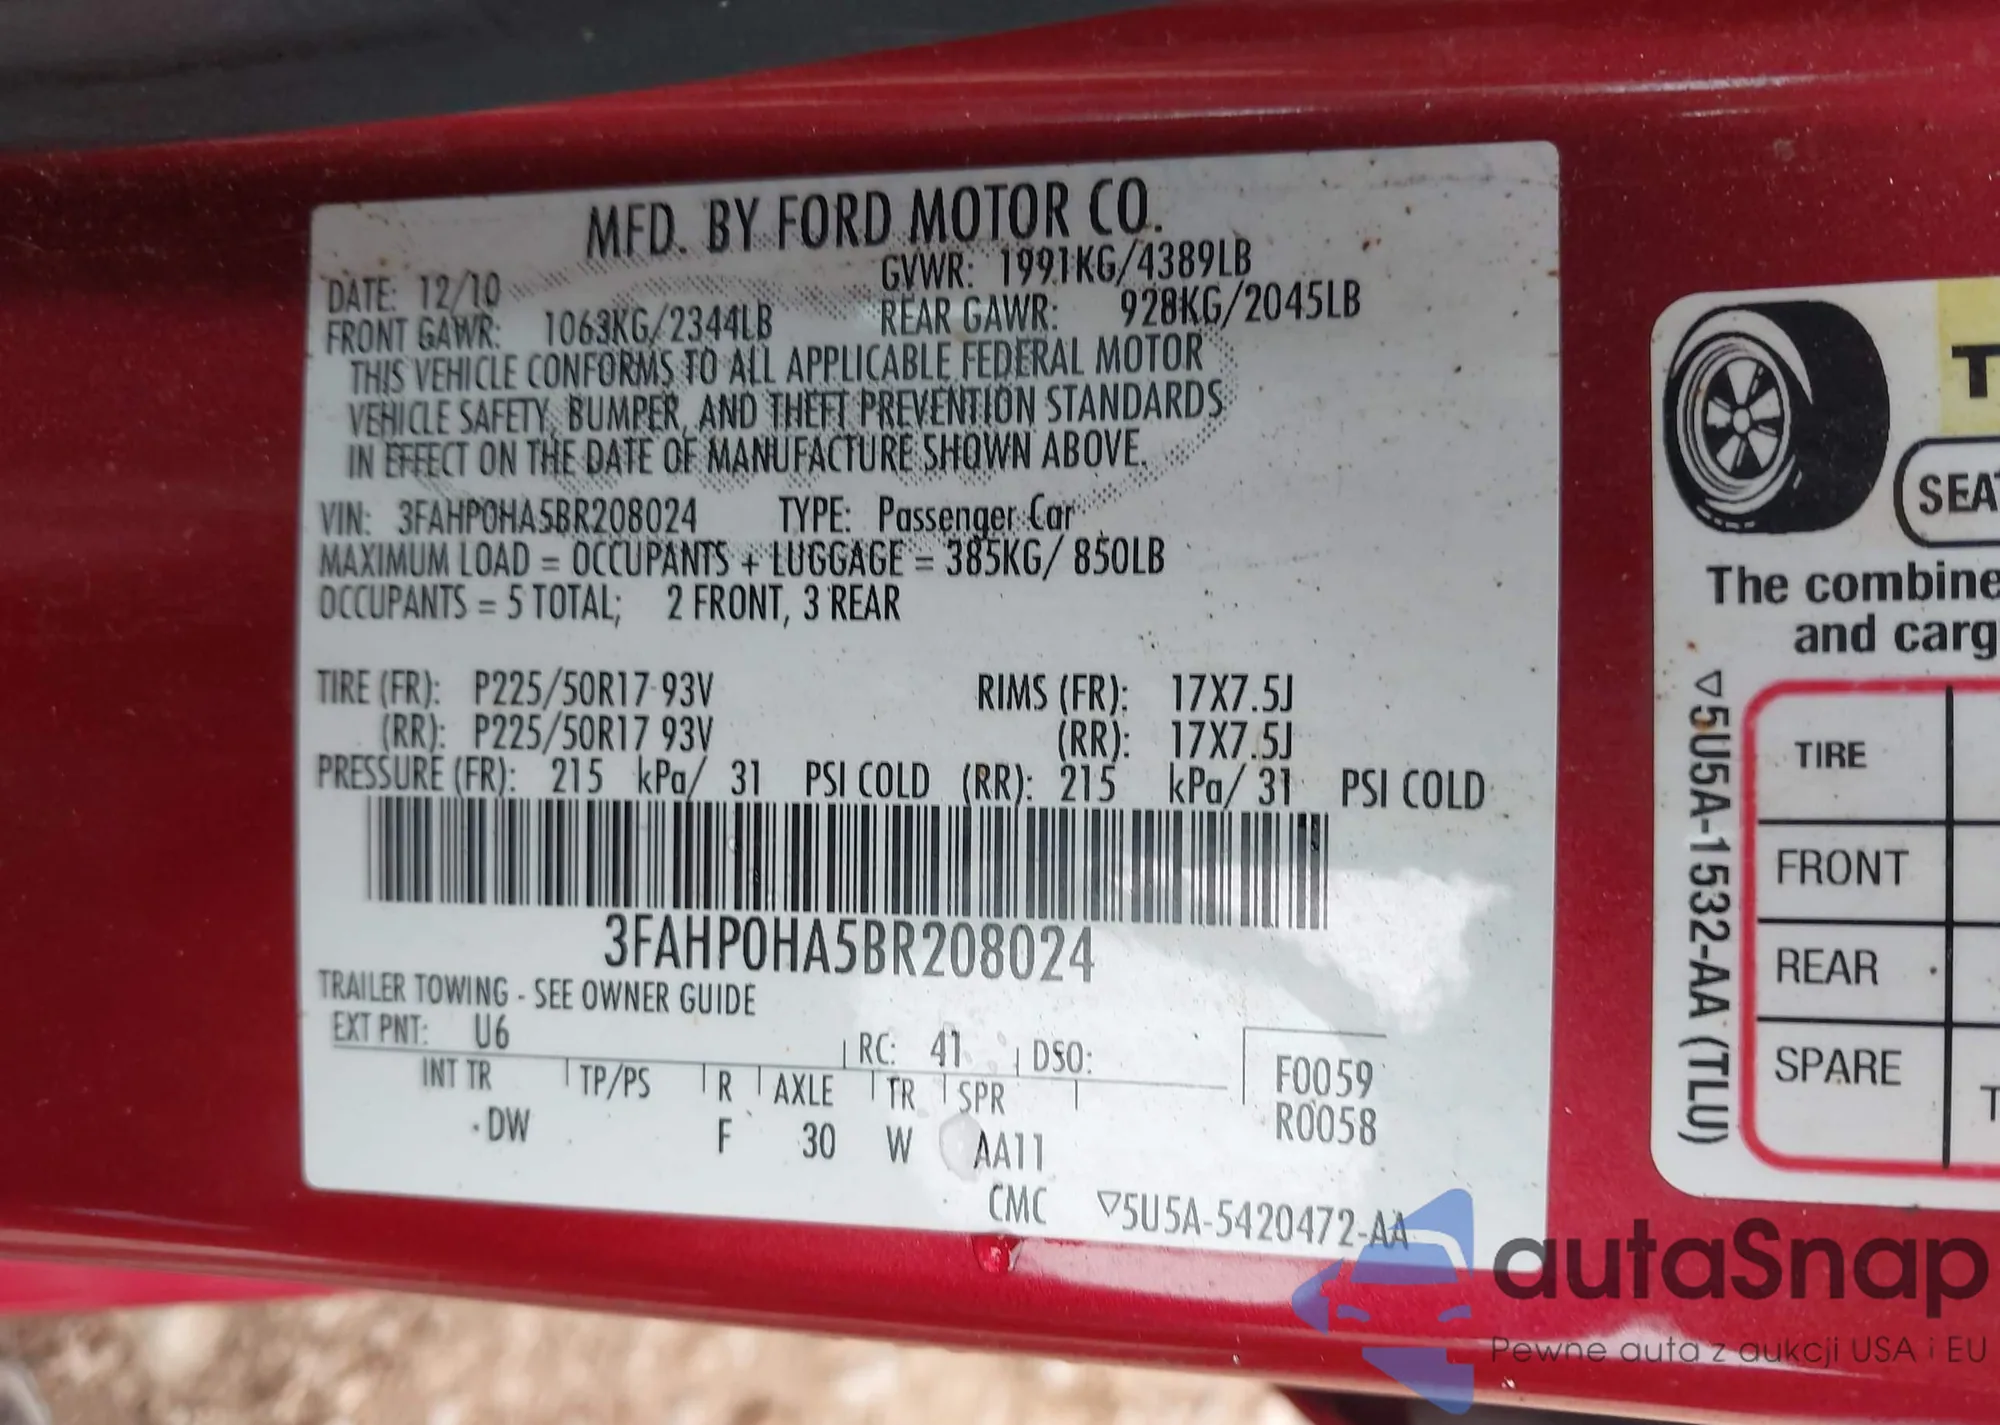 MFD. BY FORD MOTOR CO.
DATE: 12/10 GVWR: 1991KG/4389LB
FRONT GAWR: 1063KG/2344LB REAR GAWR: 928KG/2045LB
THIS VEHICLE CONFORMS TO ALL APPLICABLE FEDERAL MOTOR
VEHICLE SAFETY, BUMPER, AND THEFT PREVENTION STANDARDS
IN EFFECT ON THE DATE OF MANUFACTURE SHOWN ABOVE.
VIN: 3FAHP0HA5BR208024 TYPE: Passenger Car
MAXIMUM LOAD = OCCUPANTS + LUGGAGE = 385KG/ 850LB
OCCUPANTS = 5 TOTAL; 2 FRONT, 3 REAR
TIRE (FR): P225/50R17 93V RIMS (FR): 17X7.5J
(RR): P225/50R17 93V (RR): 17X7.5J
PRESSURE (FR): 215 kPa/ 31 PSI COLD (RR): 215 kPa/ 31 PSI COLD
3FAHP0HA5BR208024
TRAILER TOWING - SEE OWNER GUIDE
EXT PNT: U6 RC: 41 DSO:
INT TR TP/PS R AXLE TR SPR F0059
DW F 30 W AA11 R0058
CMC ▽5U5A-5420472-AA
SEAT
The combine
and carg
▽5U5A-1532-AA (TLU)
TIRE
FRONT
REAR
SPARE
autaSnap
Pewne auta z aukcji USA i EU